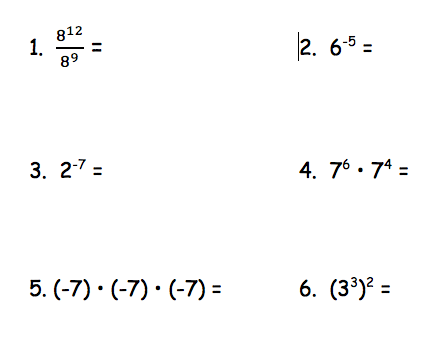 1. 8¹²/8⁹ = 2. 6⁻⁵ =
3. 2⁻⁷ = 4. 7⁶ • 7⁴ =
5. (-7) • (-7) • (-7) = 6. (3³)² =